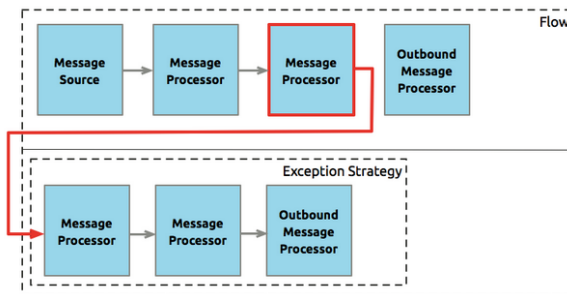 Flow
Message
Source
Message
Processor
Message
Processor
Outbound
Message
Processor
Exception Strategy
Message
Processor
Message
Processor
Outbound
Message
Processor